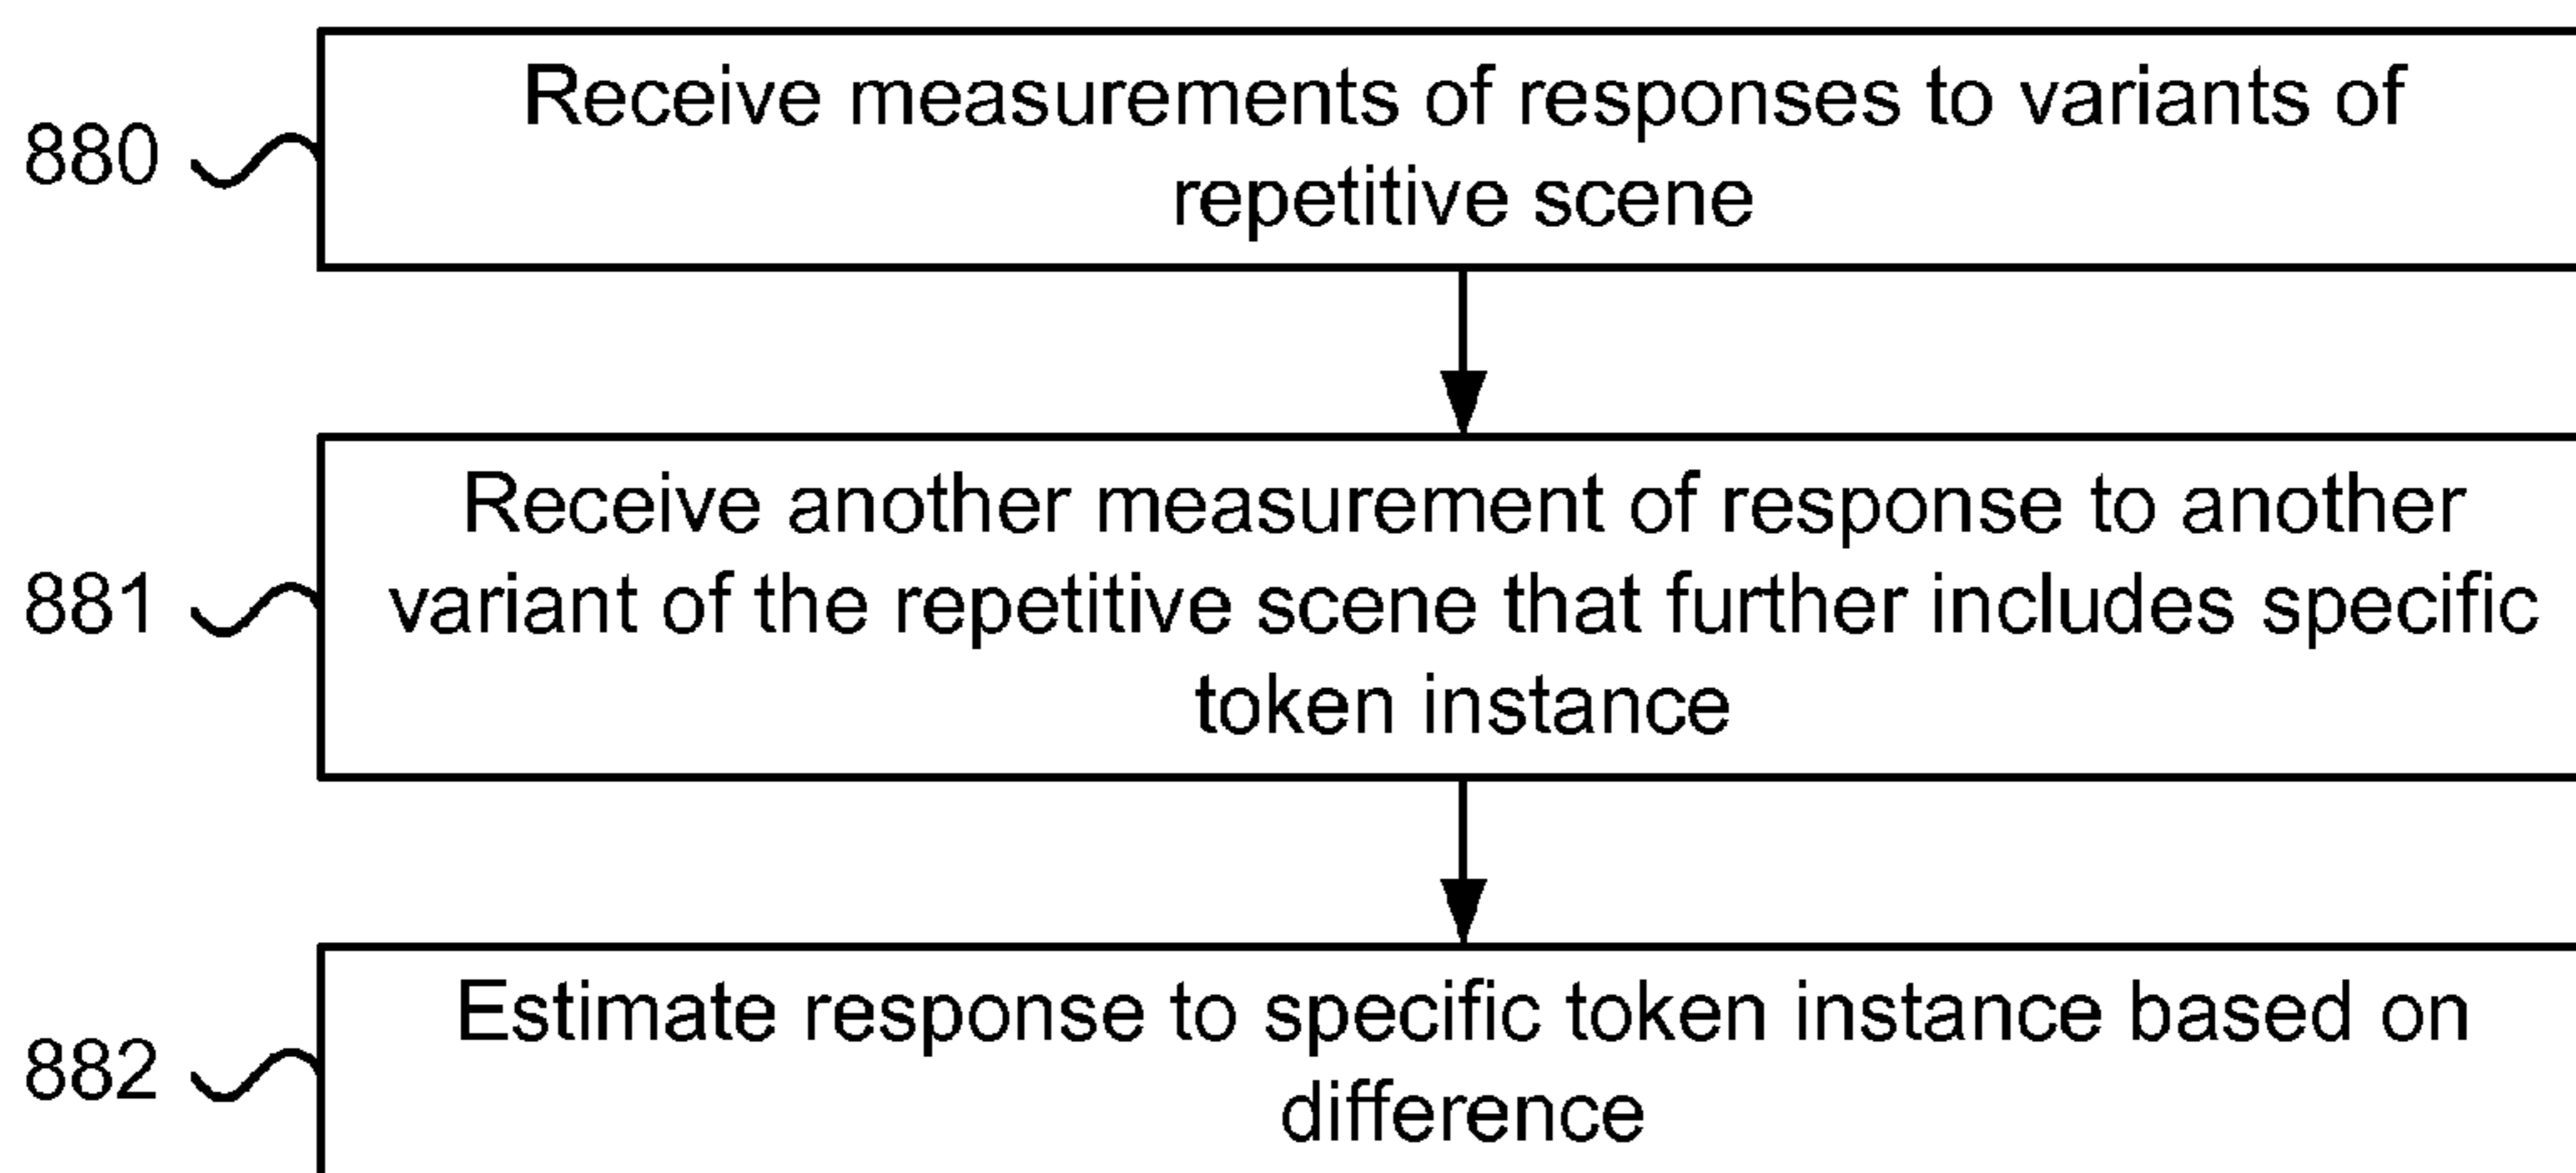 Receive measurements of responses to variants of
repetitive scene
880
Receive another measurement of response to another
variant of the repetitive scene that further includes specific
token instance
881
Estimate response to specific token instance based on
difference
882